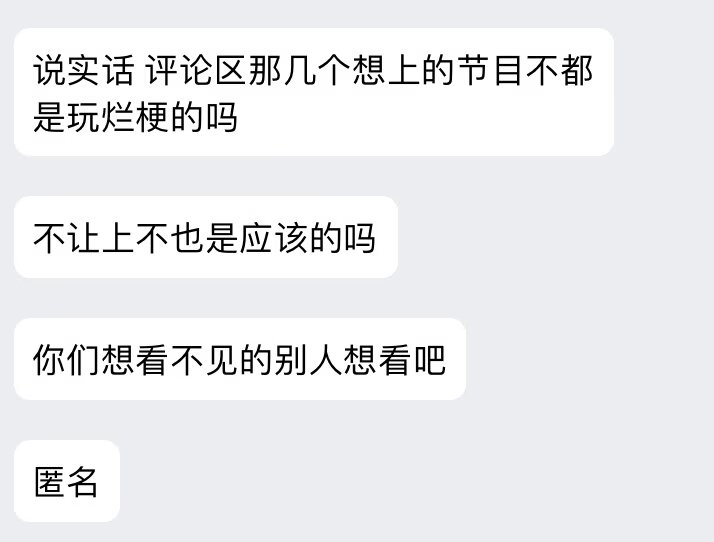 说实话 评论区那几个想上的节目不都
是玩烂梗的吗
不让上不也是应该的吗
你们想看不见的别人想看吧
匿名